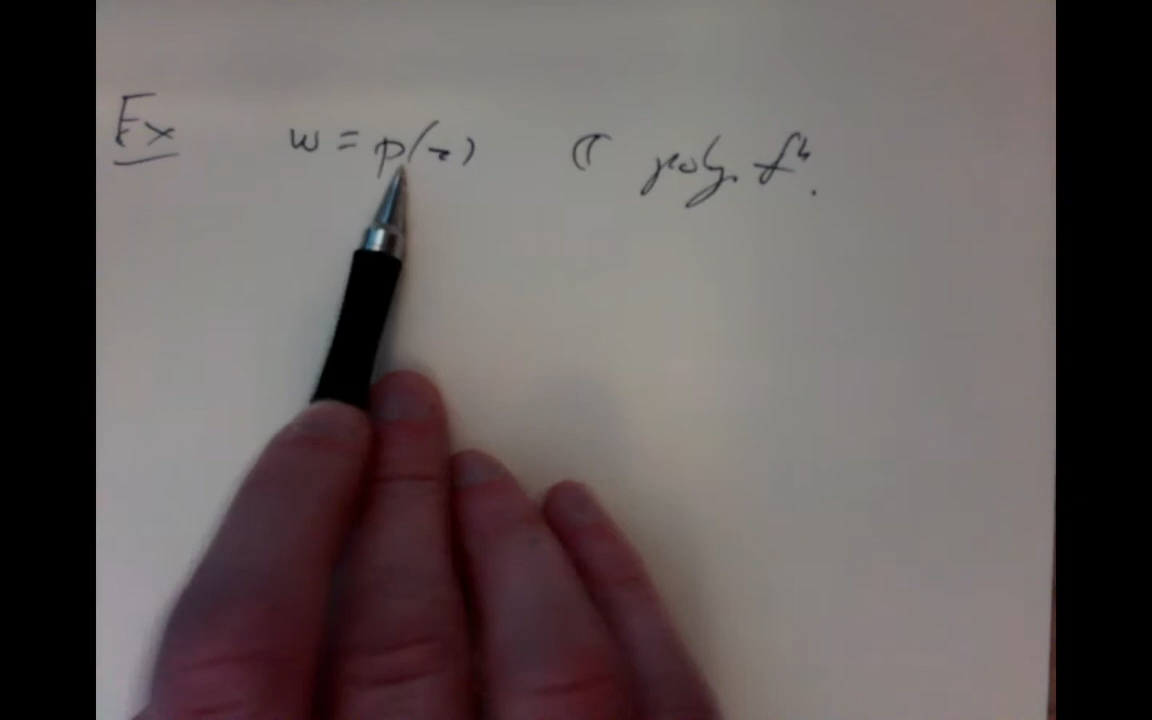 Ex w = p(z) ℂ poly. fⁿ.